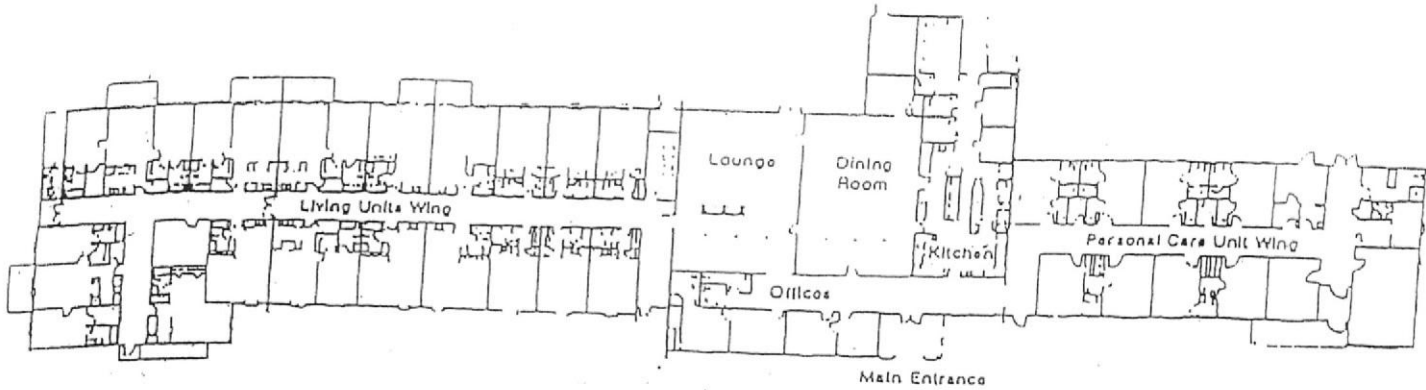 Lounge
Dining
Room
Living Units Wing
Kitchen
Personal Care Unit Wing
Offices
Main Entrance